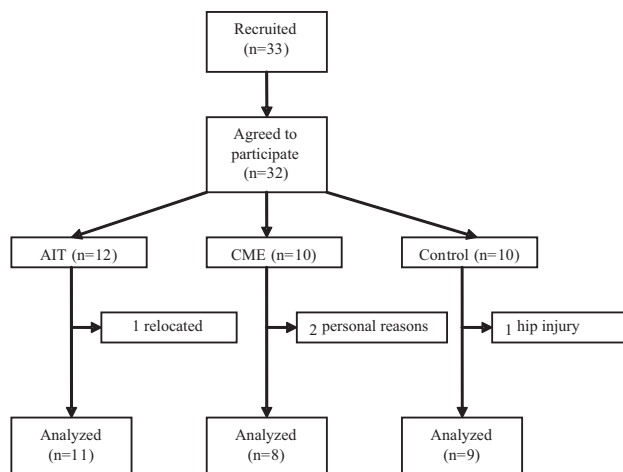 Recruited
(n=33)
Agreed to
participate
(n=32)
AIT (n=12)
CME (n=10)
Control (n=10)
1 relocated
2 personal reasons
1 hip injury
Analyzed
(n=11)
Analyzed
(n=8)
Analyzed
(n=9)